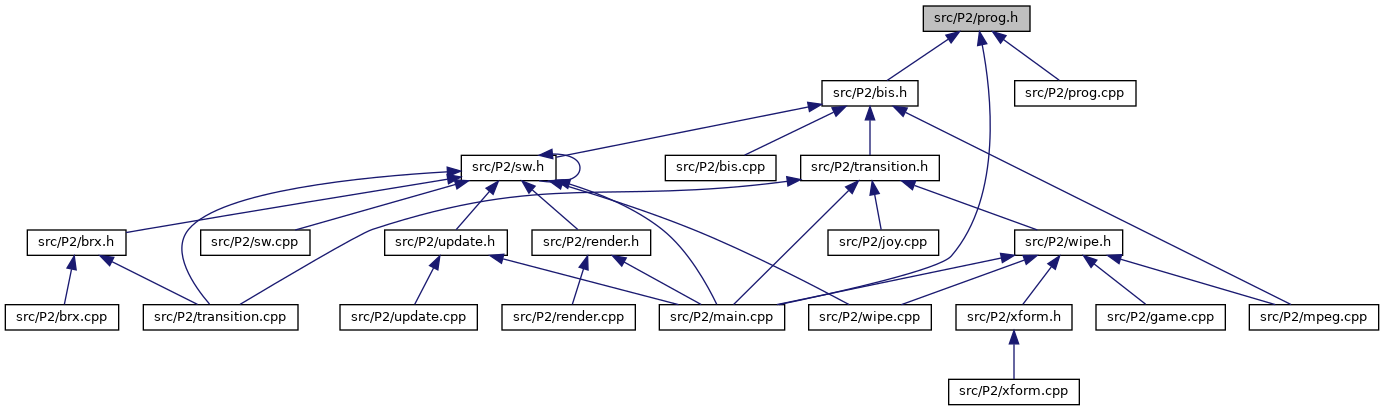 src/P2/prog.h
src/P2/bis.h
src/P2/prog.cpp
src/P2/sw.h
src/P2/bis.cpp
src/P2/transition.h
src/P2/brx.h
src/P2/sw.cpp
src/P2/update.h
src/P2/render.h
src/P2/joy.cpp
src/P2/wipe.h
src/P2/brx.cpp
src/P2/transition.cpp
src/P2/update.cpp
src/P2/render.cpp
src/P2/main.cpp
src/P2/wipe.cpp
src/P2/xform.h
src/P2/game.cpp
src/P2/mpeg.cpp
src/P2/xform.cpp